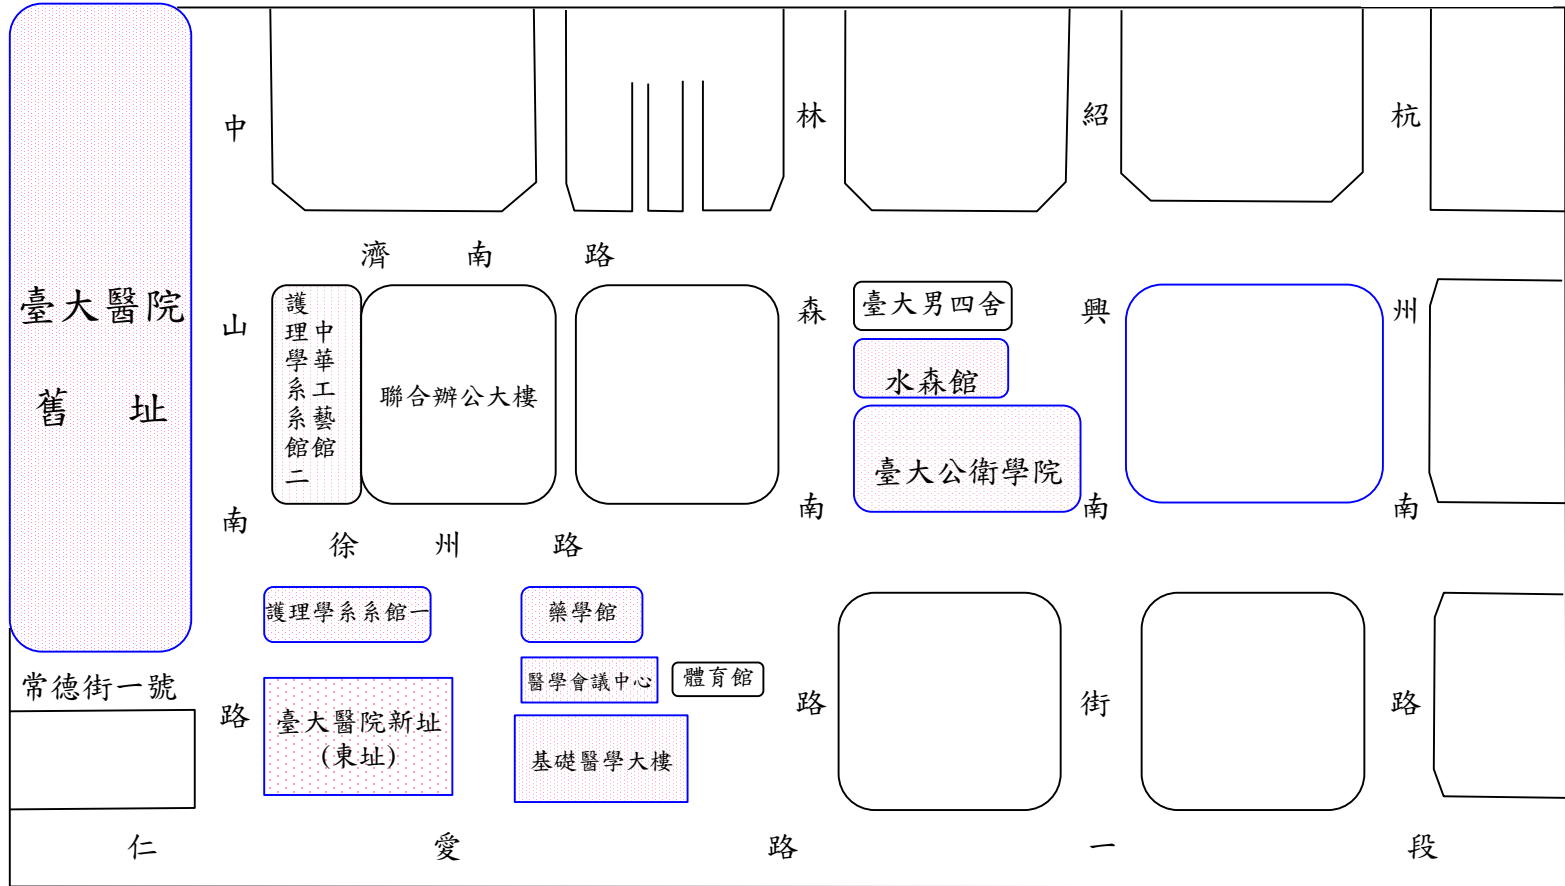 臺大醫院
舊址
常德街一號
中山南路
濟南路
護理學系系館二
中華工藝館
聯合辦公大樓
徐州路
護理學系系館一
臺大醫院新址
(東址)
藥學館
醫學會議中心
體育館
基礎醫學大樓
林森南路
臺大男四舍
水森館
臺大公衛學院
紹興南街
杭州南路
仁愛路一段